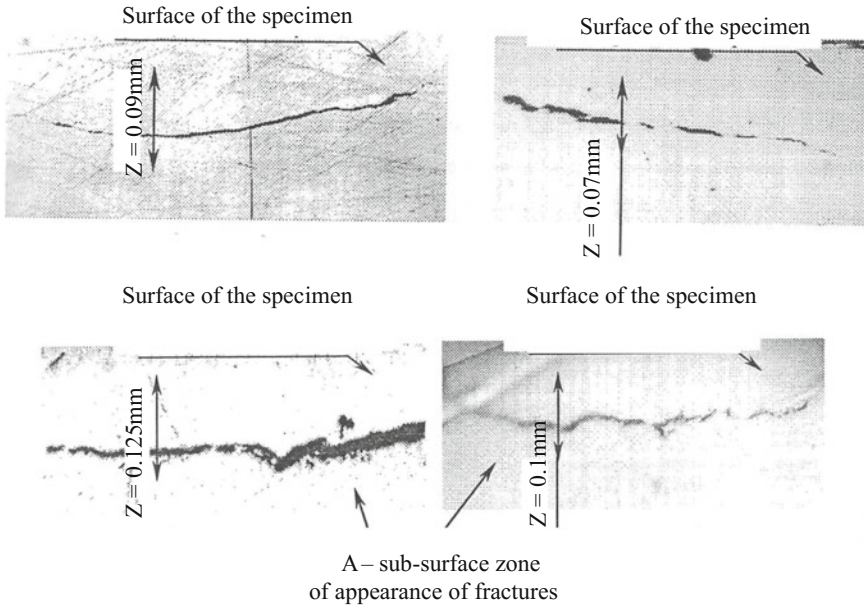 Surface of the specimen
Surface of the specimen
Z = 0.09mm
Z = 0.07mm
Surface of the specimen
Surface of the specimen
Z = 0.125mm
Z = 0.1mm
A – sub-surface zone
of appearance of fractures